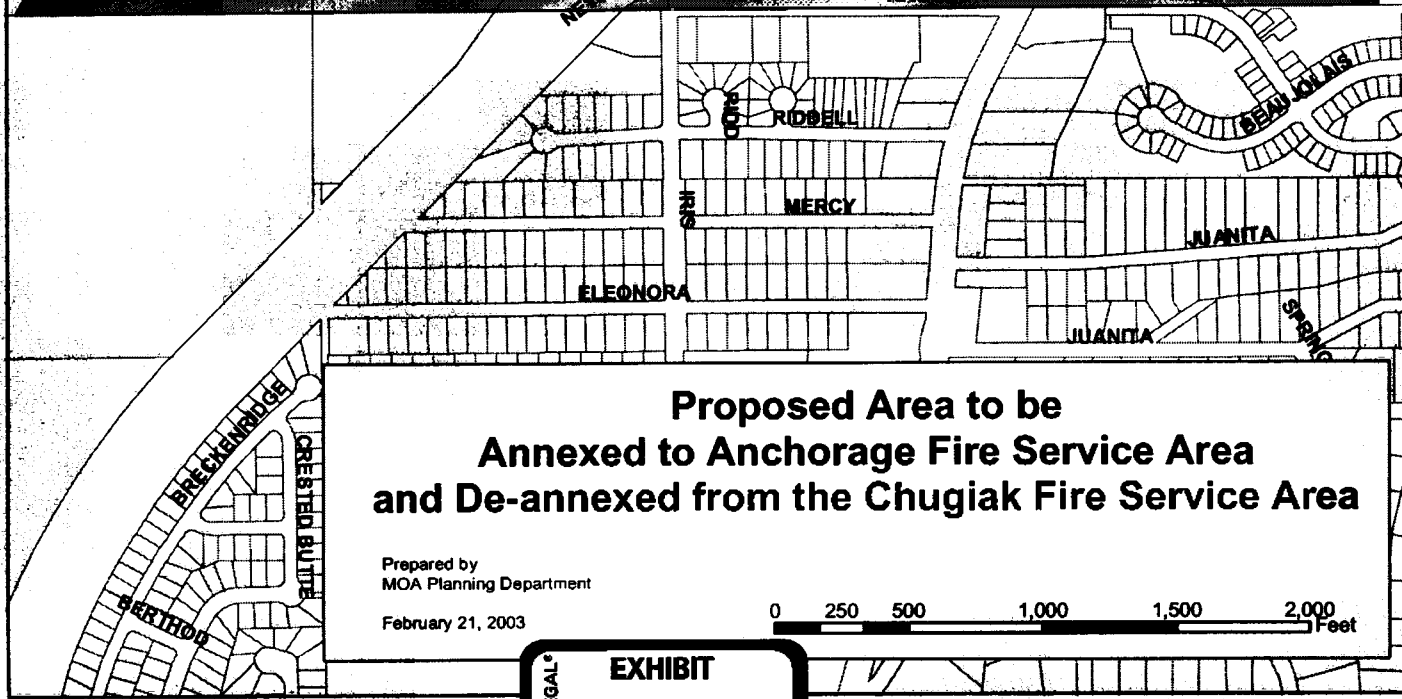 RIDD
RIDDELL
BEAUJOLAIS
IRIS
MERCY
JUANITA
ELEONORA
SPRING
JUANITA
BRECKENRIDGE
CRESTED BUTTE
BERTHOD
Proposed Area to be
Annexed to Anchorage Fire Service Area
and De-annexed from the Chugiak Fire Service Area
Prepared by
MOA Planning Department
February 21, 2003
0 250 500 1,000 1,500 2,000
Feet
EXHIBIT